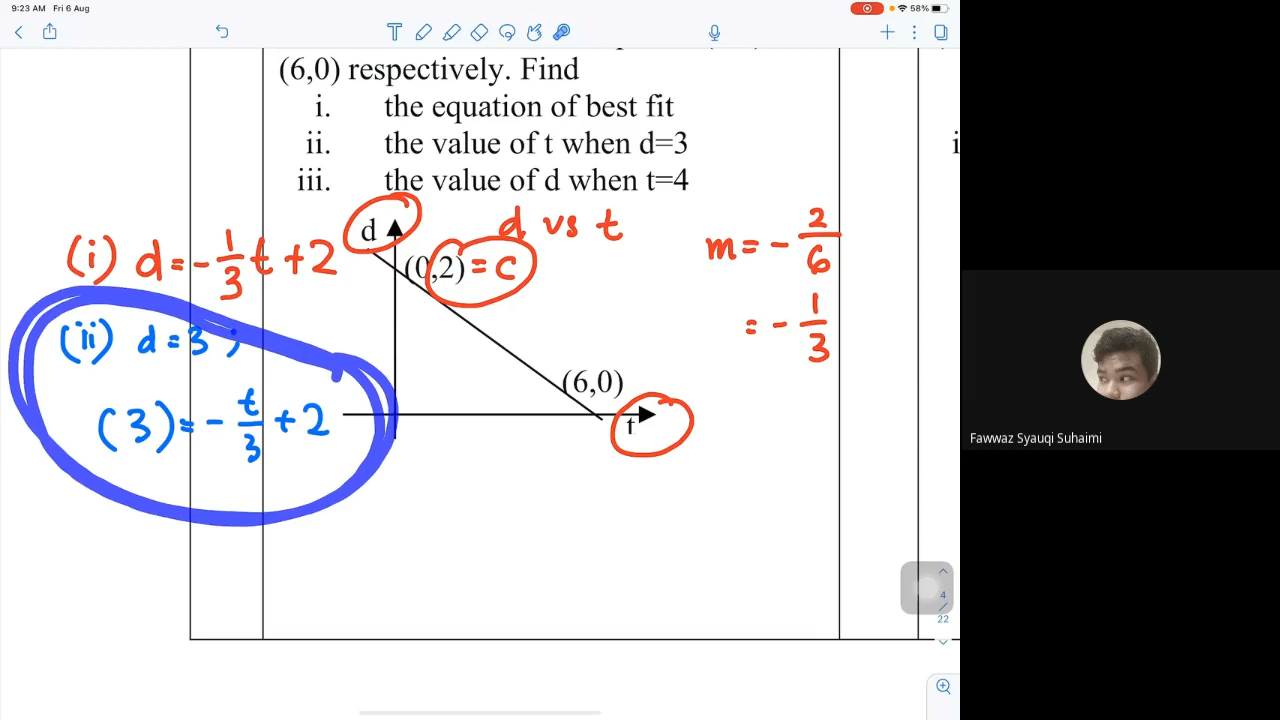 9:23 AM Fri 6 Aug
58%
(6,0) respectively. Find
i. the equation of best fit
ii. the value of t when d=3
iii. the value of d when t=4
d
d vs t
(0,2) = c
(6,0)
t
m = - 2/6
= - 1/3
(i) d = - 1/3 t + 2
(ii) d = 3 ;
(3) = - t/3 + 2
Fawwaz Syauqi Suhaimi
4
/
22